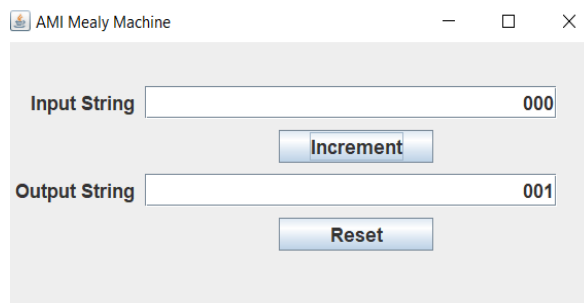 AMI Mealy Machine
Input String 000
Increment
Output String 001
Reset